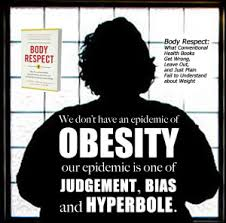 BODY
RESPECT
Body Respect:
What Conventional
Health Books
Get Wrong,
Leave Out,
and Just Plain
Fail to Understand
about Weight
We don't have an epidemic of
OBESITY
our epidemic is one of
JUDGEMENT, BIAS
and HYPERBOLE.